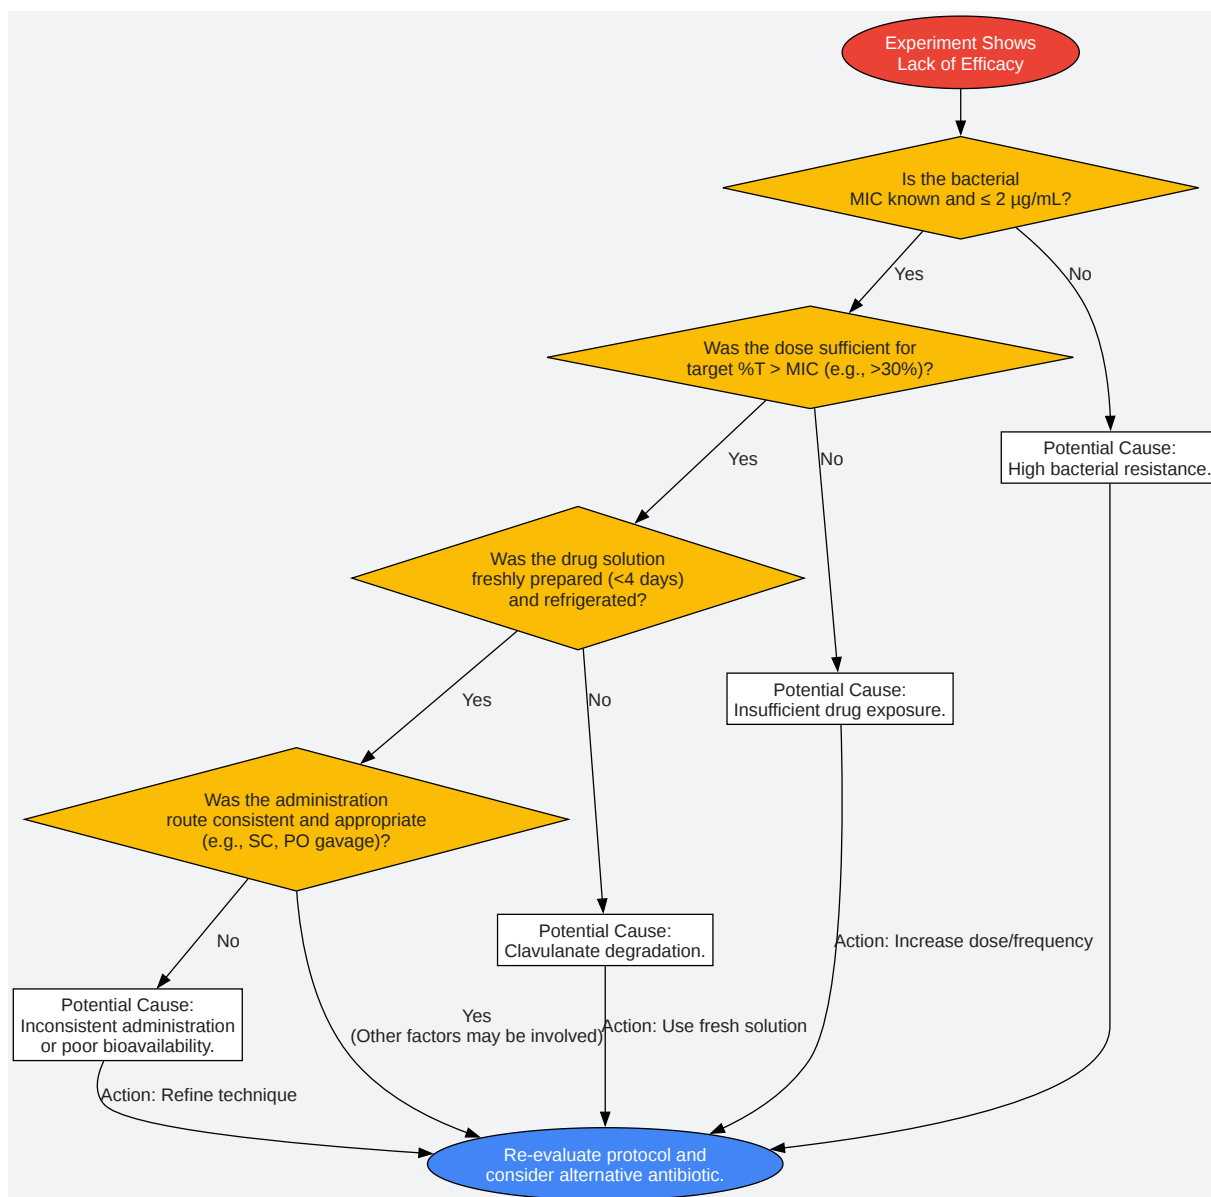 Experiment Shows
Lack of Efficacy
Is the bacterial
MIC known and ≤ 2 µg/mL?
Yes
No
Was the dose sufficient for
target %T > MIC (e.g., >30%)?
Potential Cause:
High bacterial resistance.
Yes
No
Was the drug solution
freshly prepared (<4 days)
and refrigerated?
Potential Cause:
Insufficient drug exposure.
Yes
No
Was the administration
route consistent and appropriate
(e.g., SC, PO gavage)?
Potential Cause:
Clavulanate degradation.
No
Action: Increase dose/frequency
Potential Cause:
Inconsistent administration
or poor bioavailability.
Yes
(Other factors may be involved)
Action: Use fresh solution
Action: Refine technique
Re-evaluate protocol and
consider alternative antibiotic.